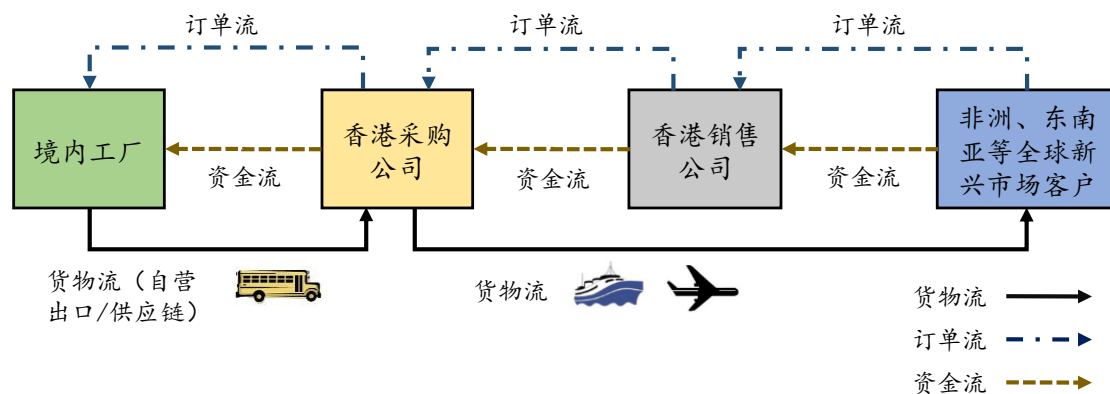 订单流
订单流
订单流
境内工厂
香港采购
公司
香港销售
公司
非洲、东南
亚等全球新
兴市场客户
资金流
资金流
资金流
货物流（自营
出口/供应链）
货物流
货物流
订单流
资金流